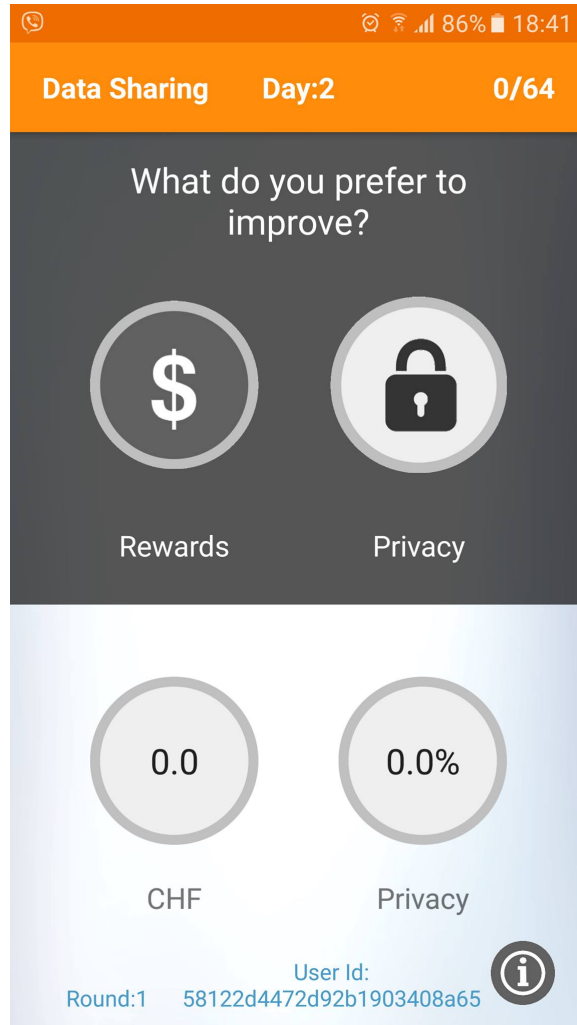 86% 18:41
Data Sharing Day:2 0/64
What do you prefer to
improve?
$
Rewards Privacy
0.0 0.0%
CHF Privacy
User Id:
Round:1 58122d4472d92b1903408a65
i